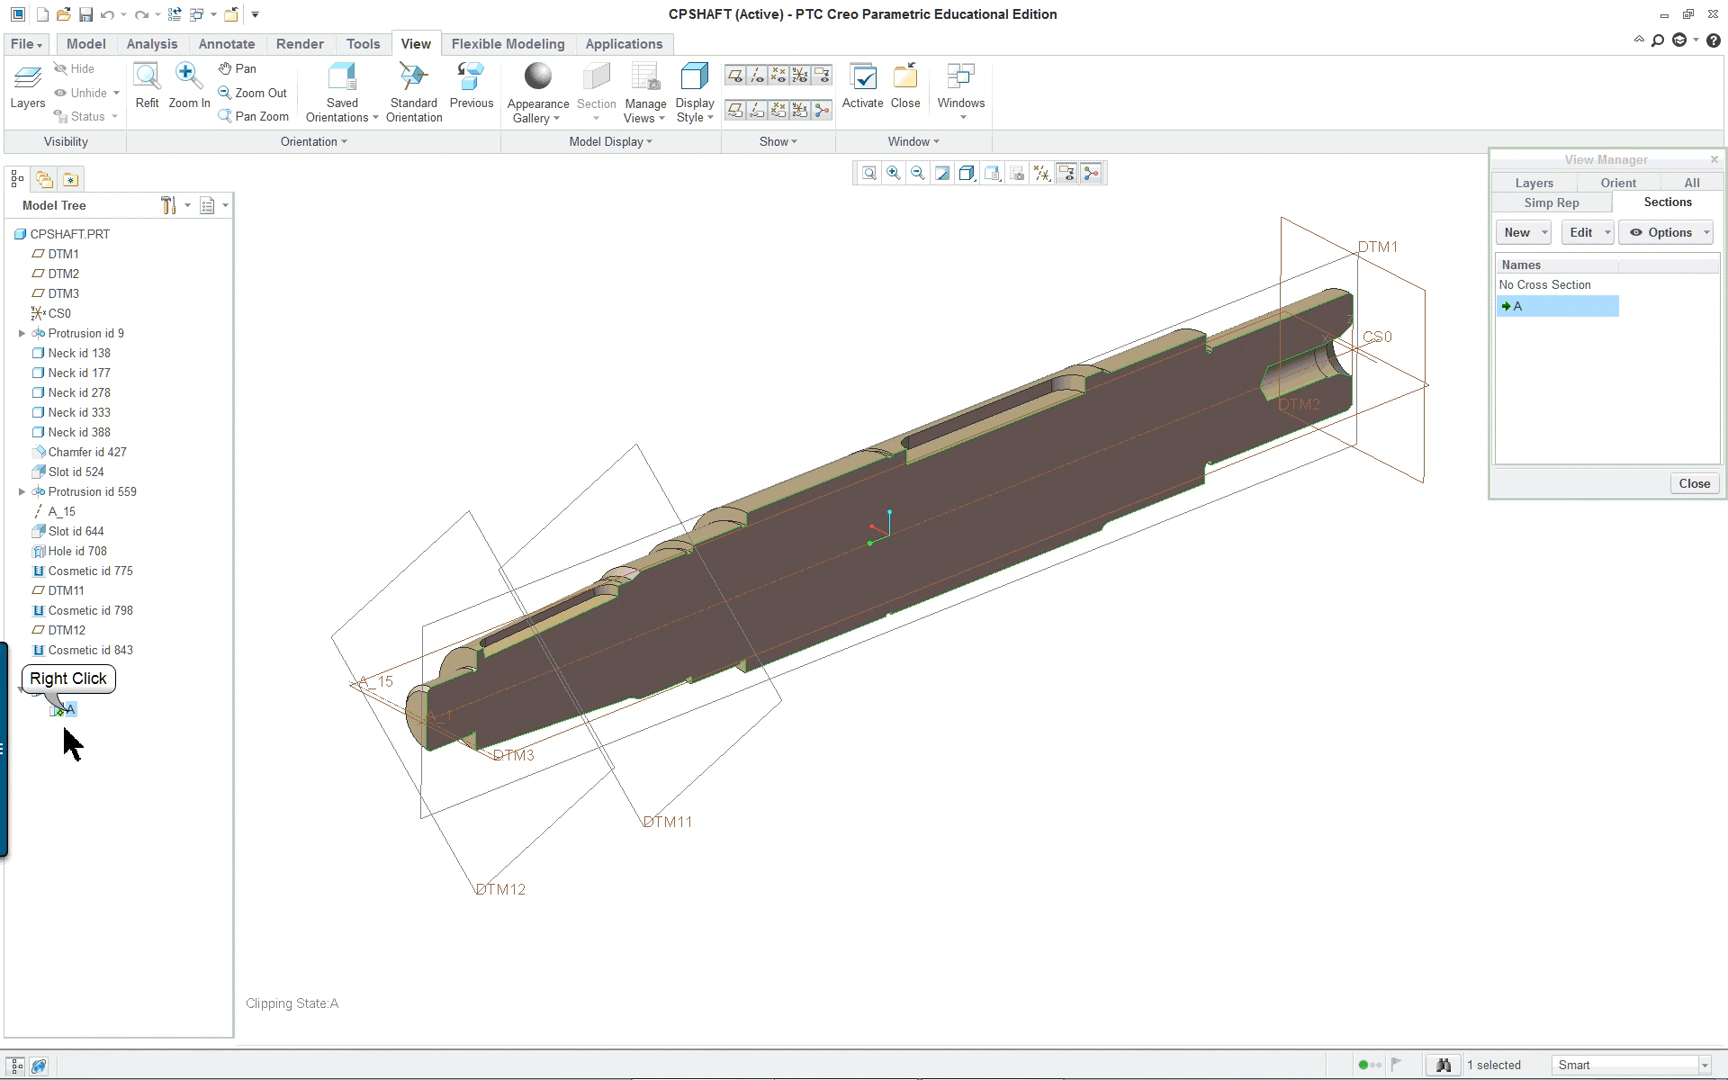 CPSHAFT (Active) - PTC Creo Parametric Educational Edition
File Model Analysis Annotate Render Tools View Flexible Modeling Applications
Layers
Hide
Unhide
Status
Visibility
Refit
Zoom In
Pan
Zoom Out
Pan Zoom
Saved Orientations
Standard Orientation
Previous
Orientation
Appearance Gallery
Section
Manage Views
Display Style
Model Display
Show
Activate
Close
Windows
Window
Model Tree
CPSHAFT.PRT
DTM1
DTM2
DTM3
CS0
Protrusion id 9
Neck id 138
Neck id 177
Neck id 278
Neck id 333
Neck id 388
Chamfer id 427
Slot id 524
Protrusion id 559
A_15
Slot id 644
Hole id 708
Cosmetic id 775
DTM11
Cosmetic id 798
DTM12
Cosmetic id 843
Right Click
A
DTM1
CS0
DTM2
A_15
A_1
DTM3
DTM11
DTM12
Clipping State:A
View Manager
Layers Orient All
Simp Rep Sections
New Edit Options
Names
No Cross Section
A
Close
1 selected
Smart